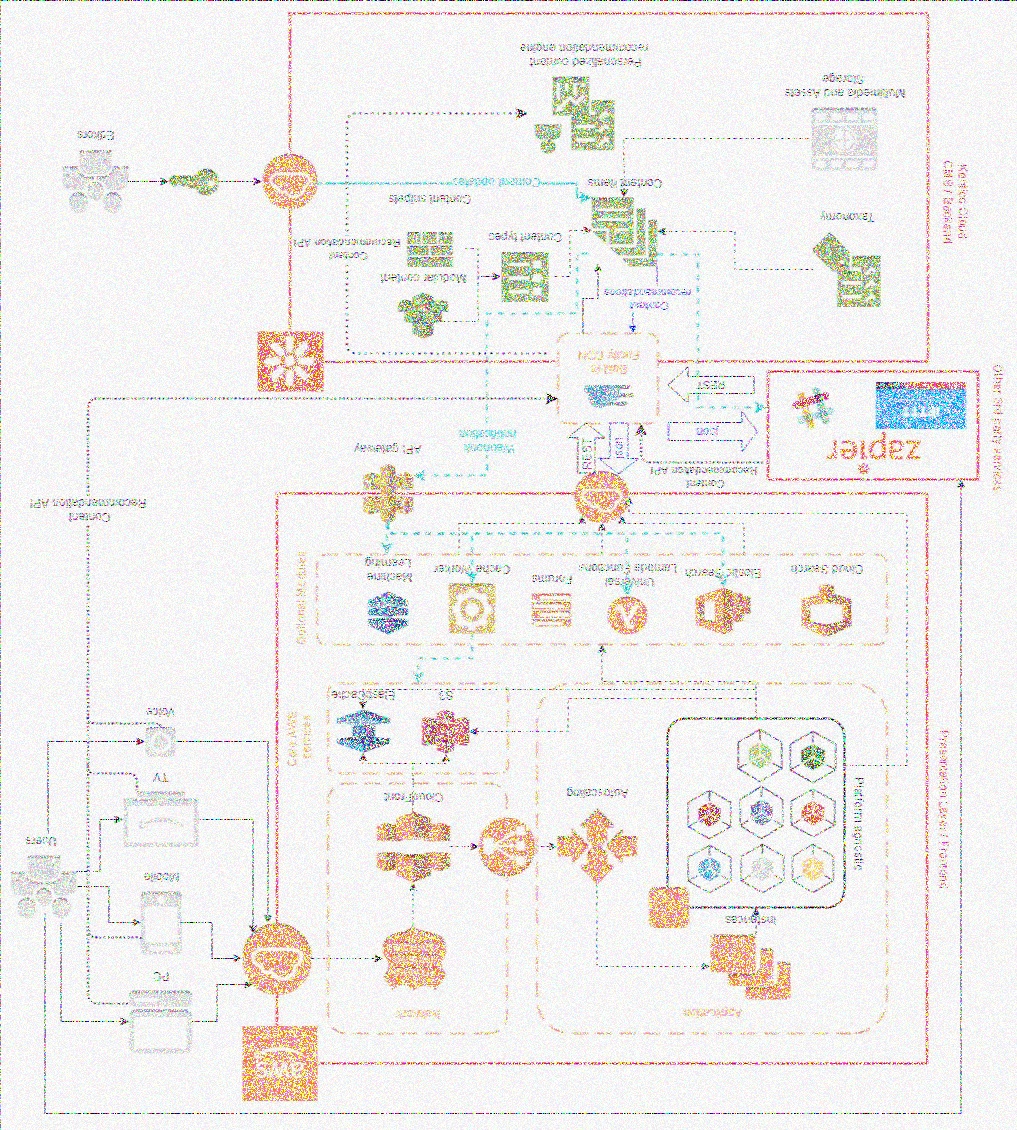 Application
Network
aws
PC
Instances
Mobile
Platform agnostic
Users
TV
CloudFront
Autoscaling
Voice
Presentation Layer / Frontend
Core AWS
services
S3
ElastiCache
Cloud Search
Elastic Search
Universal
Lambda Functions
Forums
Cache Worker
Machine
Learning
Optional Modules
Content
Recommendation API
API gateway
Webhook
notification
REST
json
Content
Recommendation API
Other 3rd party services
zapier
IFTTT
json
REST
Built in
Fastly CDN
Content
recommendations
Modular content
Content types
Content
Recommendation API
Content snippets
Taxonomy
Kentico Cloud
CMS / Backend
Content items
Content updates
Editors
Multimedia and Assets
Storage
Personalized content
recommendation engine